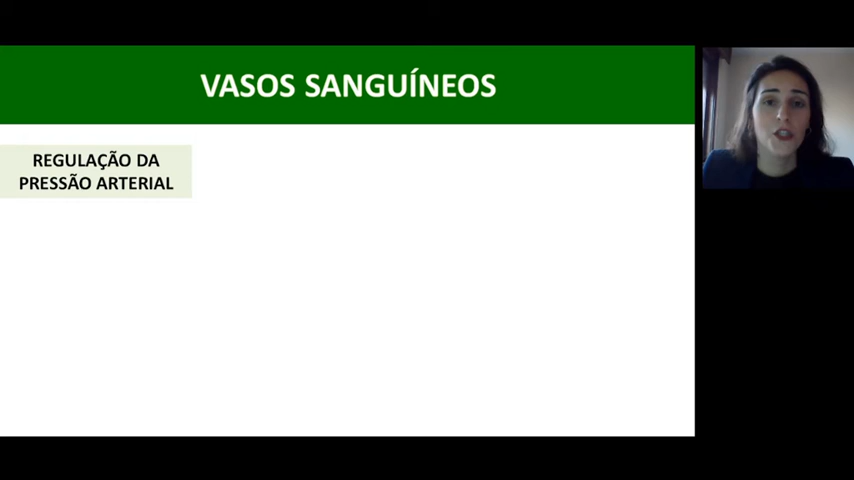 VASOS SANGUÍNEOS
REGULAÇÃO DA
PRESSÃO ARTERIAL